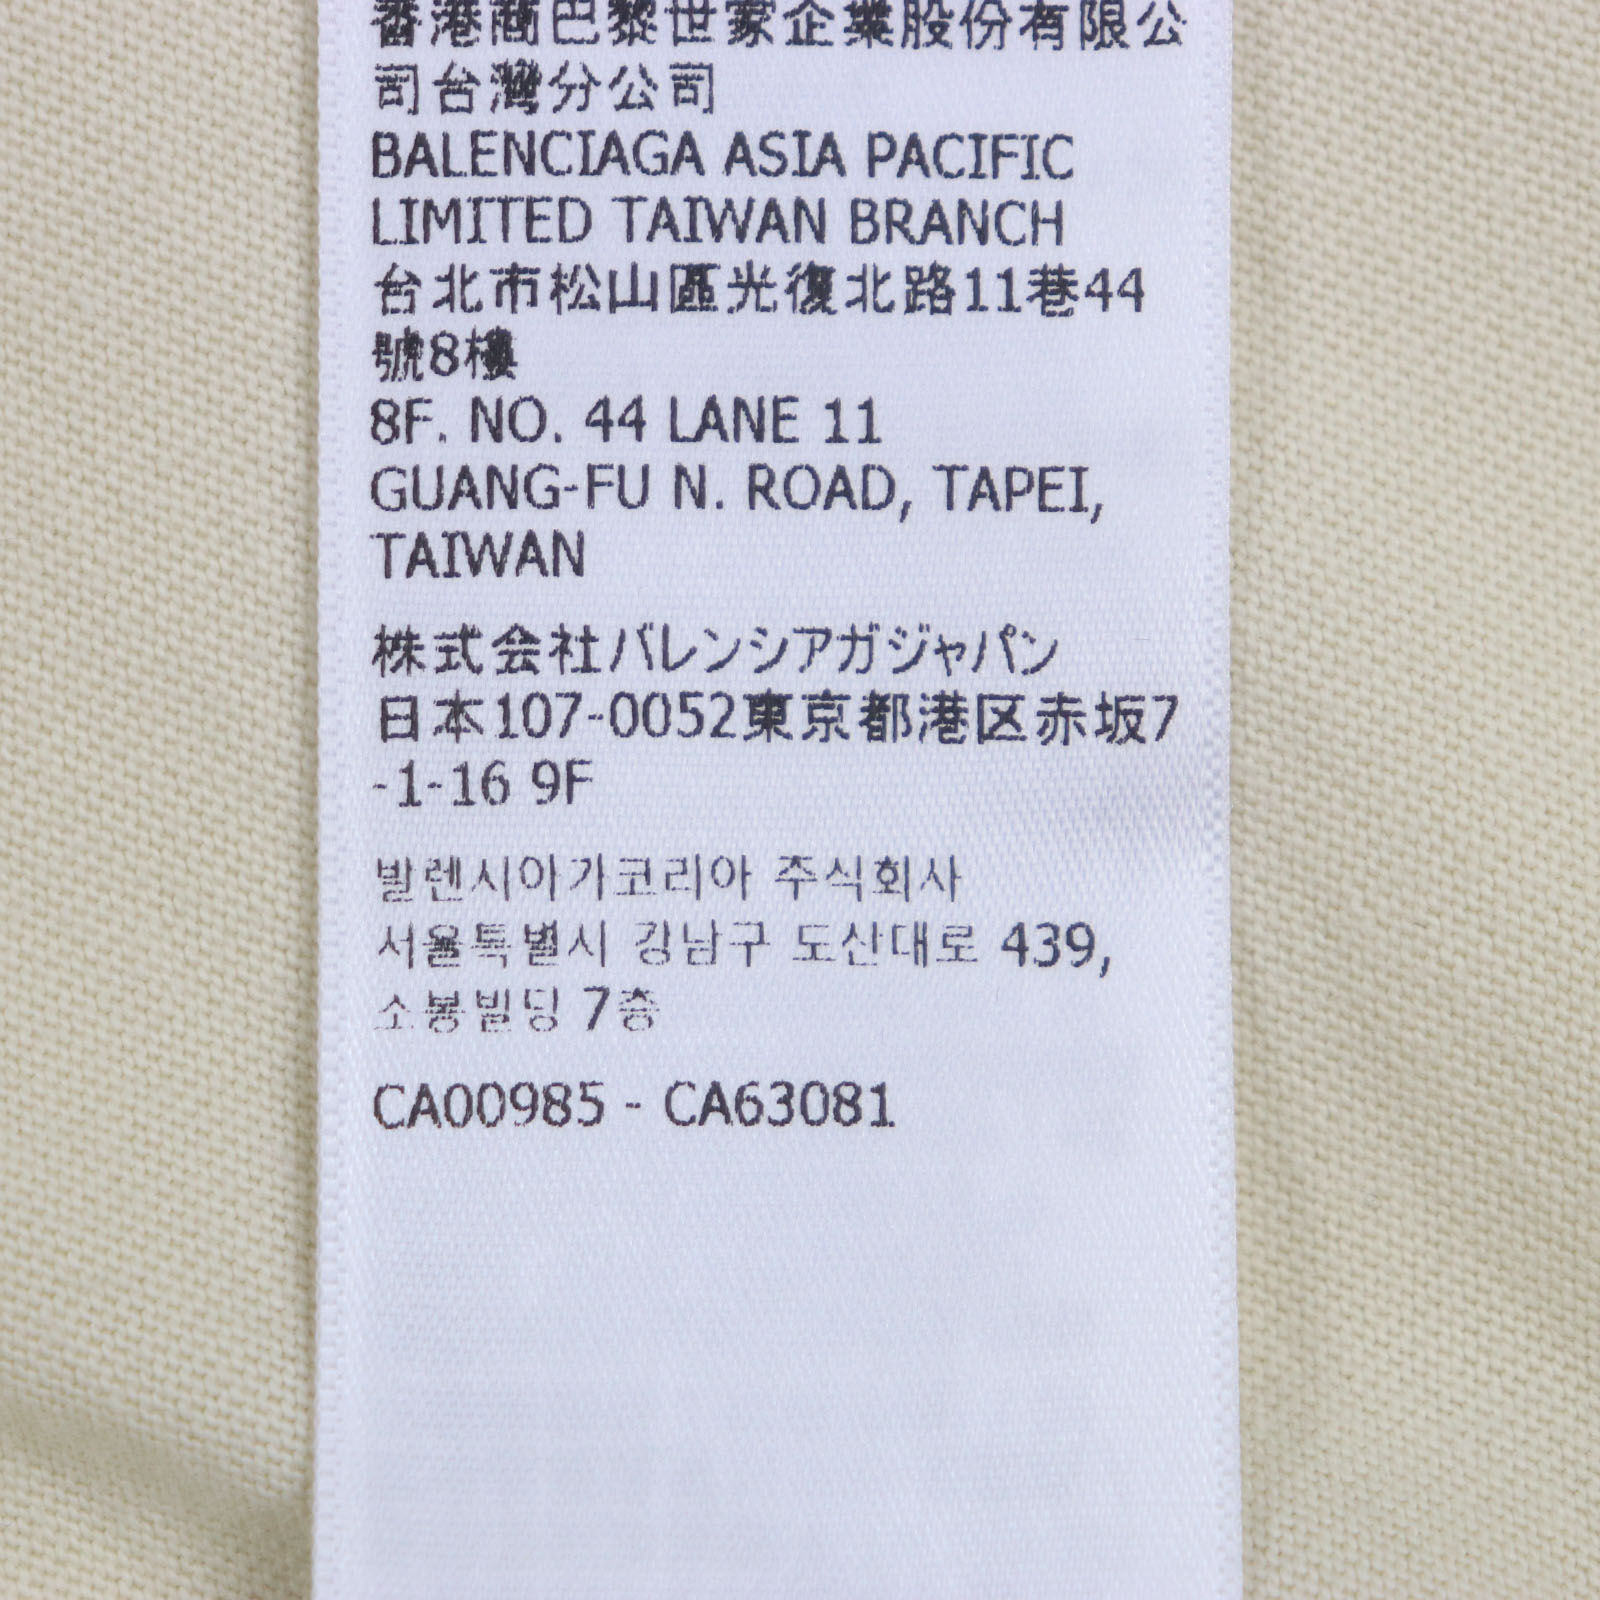 香港商巴黎世家企業股份有限公
司台灣分公司
BALENCIAGA ASIA PACIFIC
LIMITED TAIWAN BRANCH
台北市松山區光復北路11巷44
號8樓
8F. NO. 44 LANE 11
GUANG-FU N. ROAD, TAPEI,
TAIWAN
株式会社バレンシアガジャパン
日本107-0052東京都港区赤坂7
-1-16 9F
발렌시아가코리아 주식회사
서울특별시 강남구 도산대로 439,
소봉빌딩 7층
CA00985 - CA63081